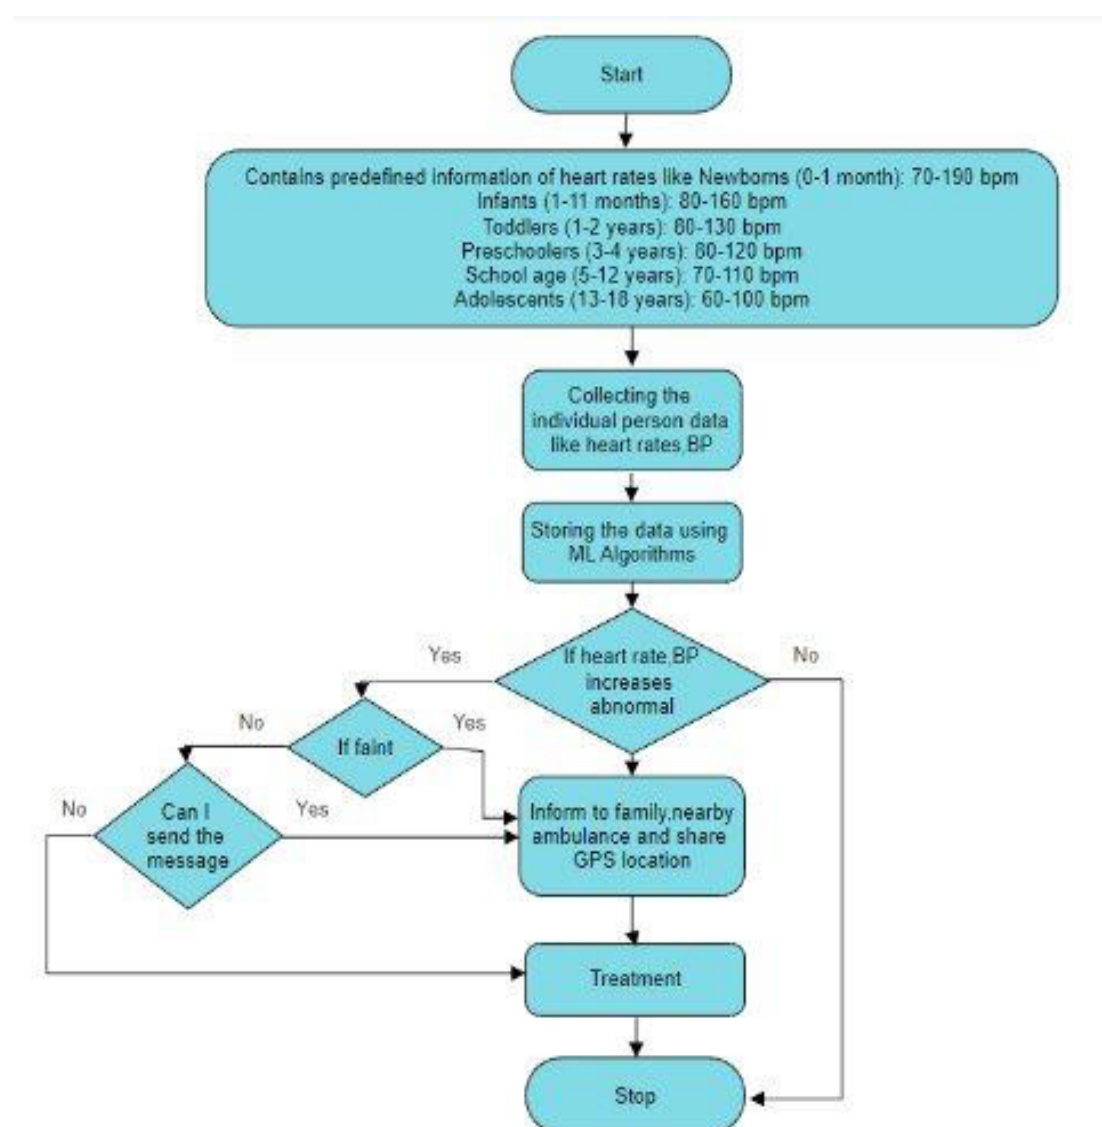 Start
Contains predefined information of heart rates like Newborns (0-1 month): 70-190 bpm
Infants (1-11 months): 80-160 bpm
Toddlers (1-2 years): 80-130 bpm
Preschoolers (3-4 years): 80-120 bpm
School age (5-12 years): 70-110 bpm
Adolescents (13-18 years): 60-100 bpm
Collecting the
individual person data
like heart rates,BP
Storing the data using
ML Algorithms
If heart rate,BP
increases
abnormal
Yes
No
If faint
No
Yes
Can I
send the
message
No
Yes
Inform to family,nearby
ambulance and share
GPS location
Treatment
Stop